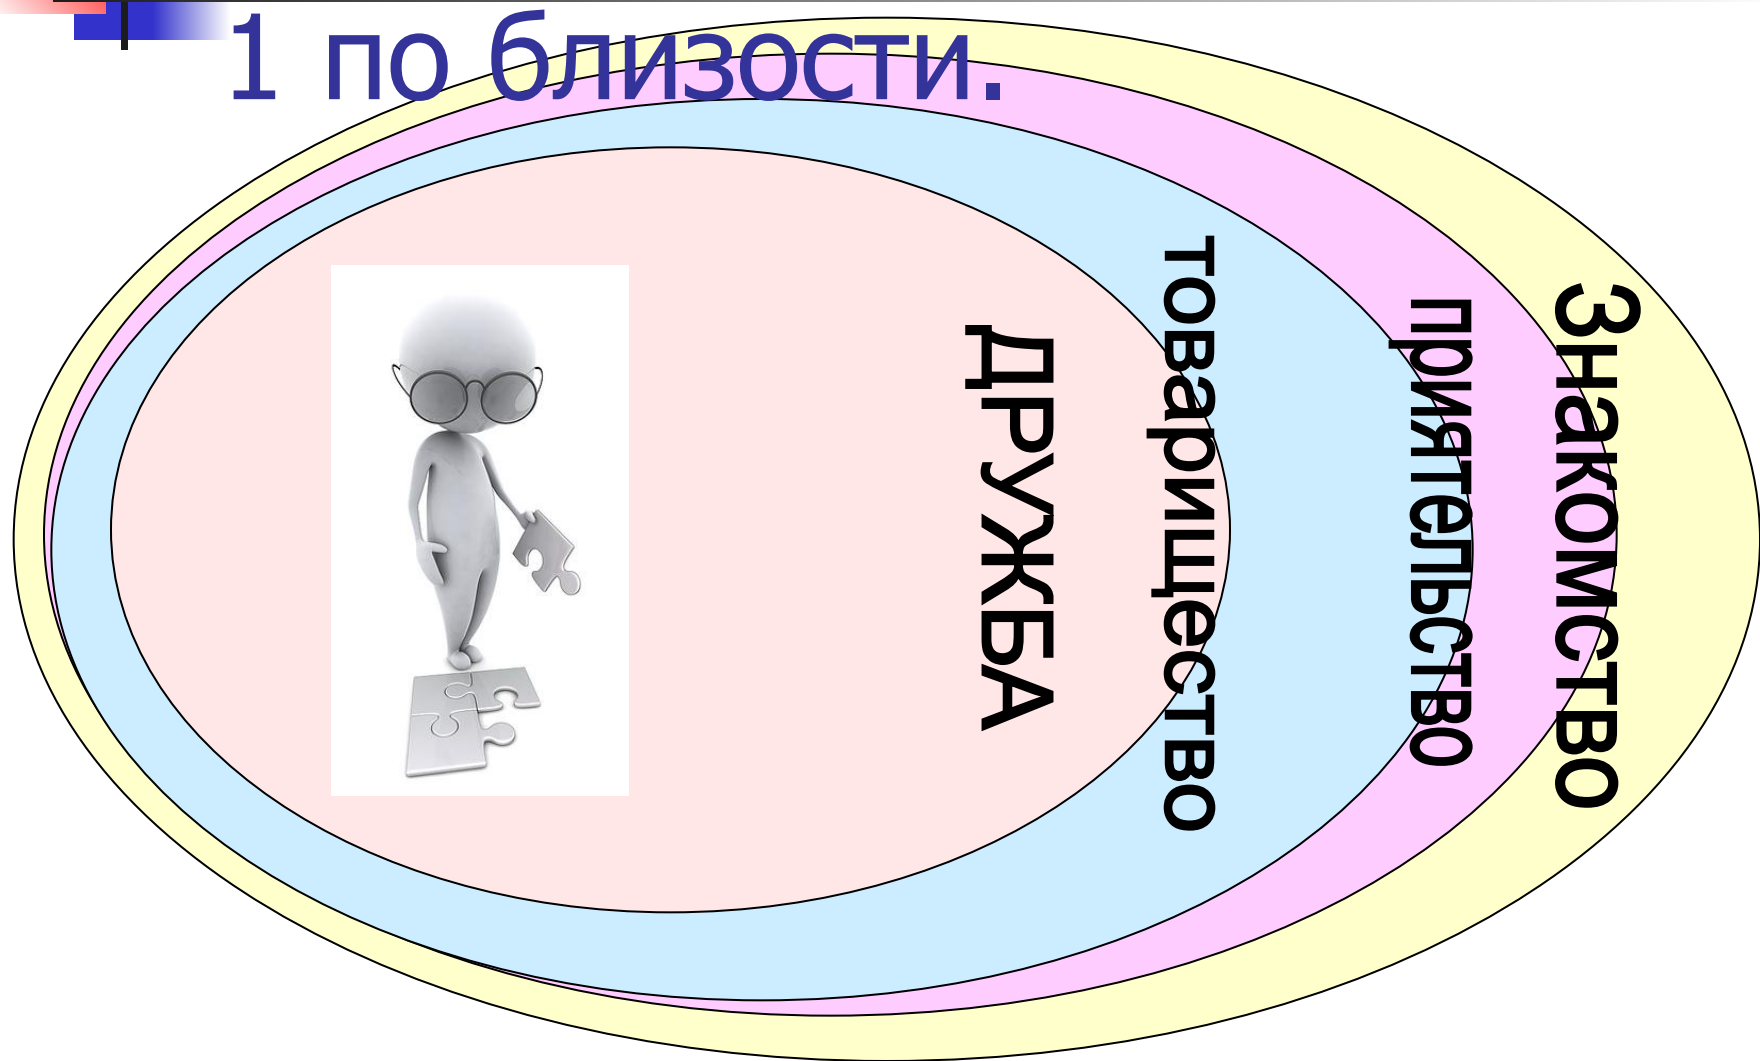 1 по близости.
ДРУЖБА
товарищество
приятельство
Знакомство